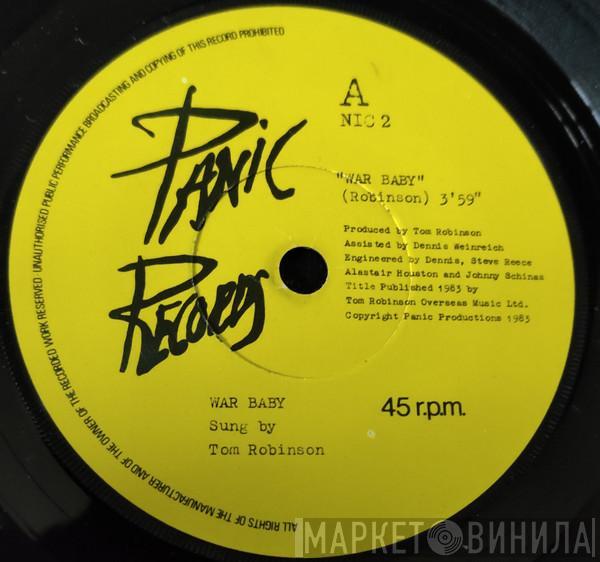 Panic
Records
A
NIC 2
"WAR BABY"
(Robinson) 3'59"
Produced by Tom Robinson
Assisted by Dennis Weinreich
Engineered by Dennis, Steve Reece
Alastair Houston and Johnny Schinas
Title Published 1983 by
Tom Robinson Overseas Music Ltd.
Copyright Panic Productions 1983
WAR BABY
Sung by
Tom Robinson
45 r.p.m.
ALL RIGHTS OF THE MANUFACTURER AND OF THE OWNER OF THE RECORDED WORK RESERVED UNAUTHORISED PUBLIC PERFORMANCE BROADCASTING AND COPYING OF THIS RECORD PROHIBITED
МАРКЕТ ВИНИЛА